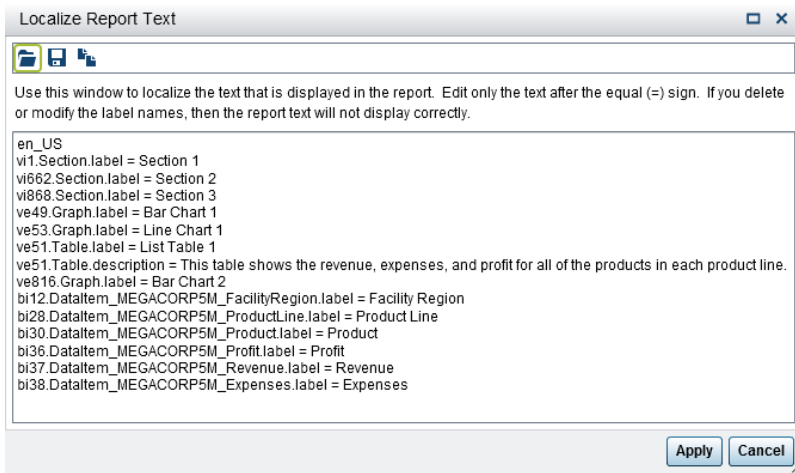 Localize Report Text
Use this window to localize the text that is displayed in the report. Edit only the text after the equal (=) sign. If you delete
or modify the label names, then the report text will not display correctly.
en_US
vi1.Section.label = Section 1
vi662.Section.label = Section 2
vi868.Section.label = Section 3
ve49.Graph.label = Bar Chart 1
ve53.Graph.label = Line Chart 1
ve51.Table.label = List Table 1
ve51.Table.description = This table shows the revenue, expenses, and profit for all of the products in each product line.
ve816.Graph.label = Bar Chart 2
bi12.DataItem_MEGACORP5M_FacilityRegion.label = Facility Region
bi28.DataItem_MEGACORP5M_ProductLine.label = Product Line
bi30.DataItem_MEGACORP5M_Product.label = Product
bi36.DataItem_MEGACORP5M_Profit.label = Profit
bi37.DataItem_MEGACORP5M_Revenue.label = Revenue
bi38.DataItem_MEGACORP5M_Expenses.label = Expenses
Apply Cancel